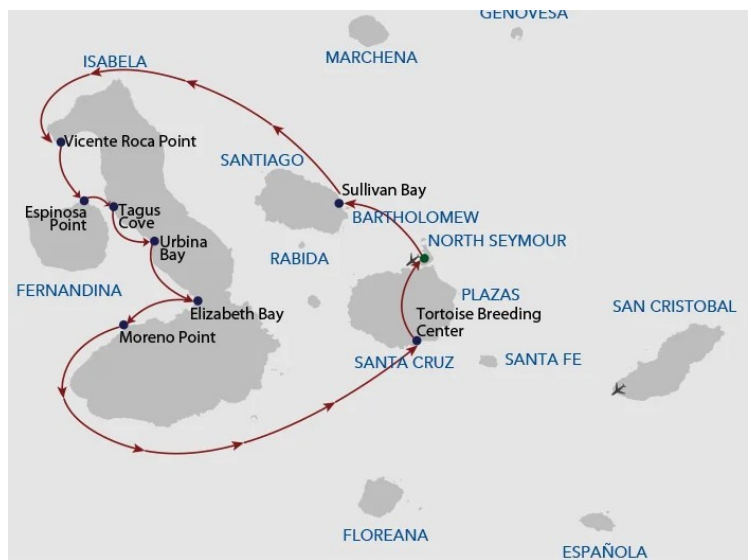 GENOVESA
MARCHENA
ISABELA
Vicente Roca Point
SANTIAGO
Sullivan Bay
Espinosa
Point
Tagus
Cove
BARTHOLOMEW
Urbina
Bay
NORTH SEYMOUR
RABIDA
FERNANDINA
PLAZAS
Elizabeth Bay
Moreno Point
Tortoise Breeding
Center
SAN CRISTOBAL
SANTA CRUZ
SANTA FE
FLOREANA
ESPAÑOLA